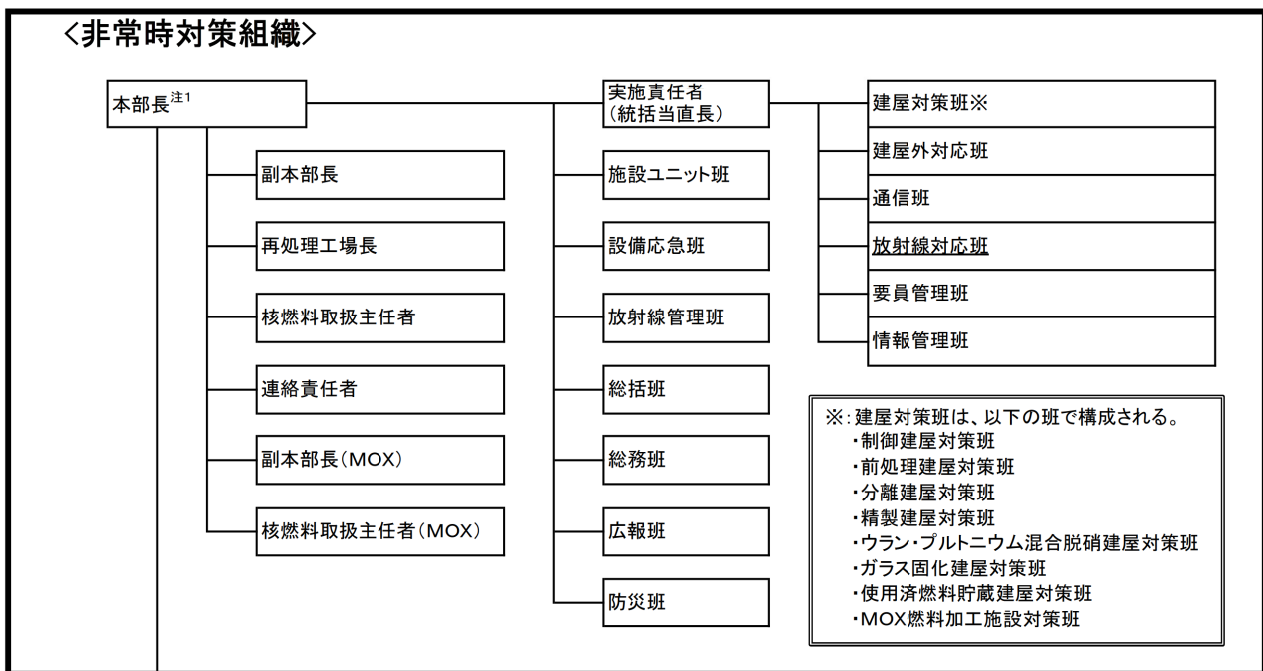 <非常時対策組織>
本部長注1
副本部長
再処理工場長
核燃料取扱主任者
連絡責任者
副本部長(MOX)
核燃料取扱主任者(MOX)
実施責任者
(統括当直長)
施設ユニット班
設備応急班
放射線管理班
総括班
総務班
広報班
防災班
建屋対策班※
建屋外対応班
通信班
放射線対応班
要員管理班
情報管理班
※:建屋対策班は、以下の班で構成される。
・制御建屋対策班
・前処理建屋対策班
・分離建屋対策班
・精製建屋対策班
・ウラン・プルトニウム混合脱硝建屋対策班
・ガラス固化建屋対策班
・使用済燃料貯蔵建屋対策班
・MOX燃料加工施設対策班